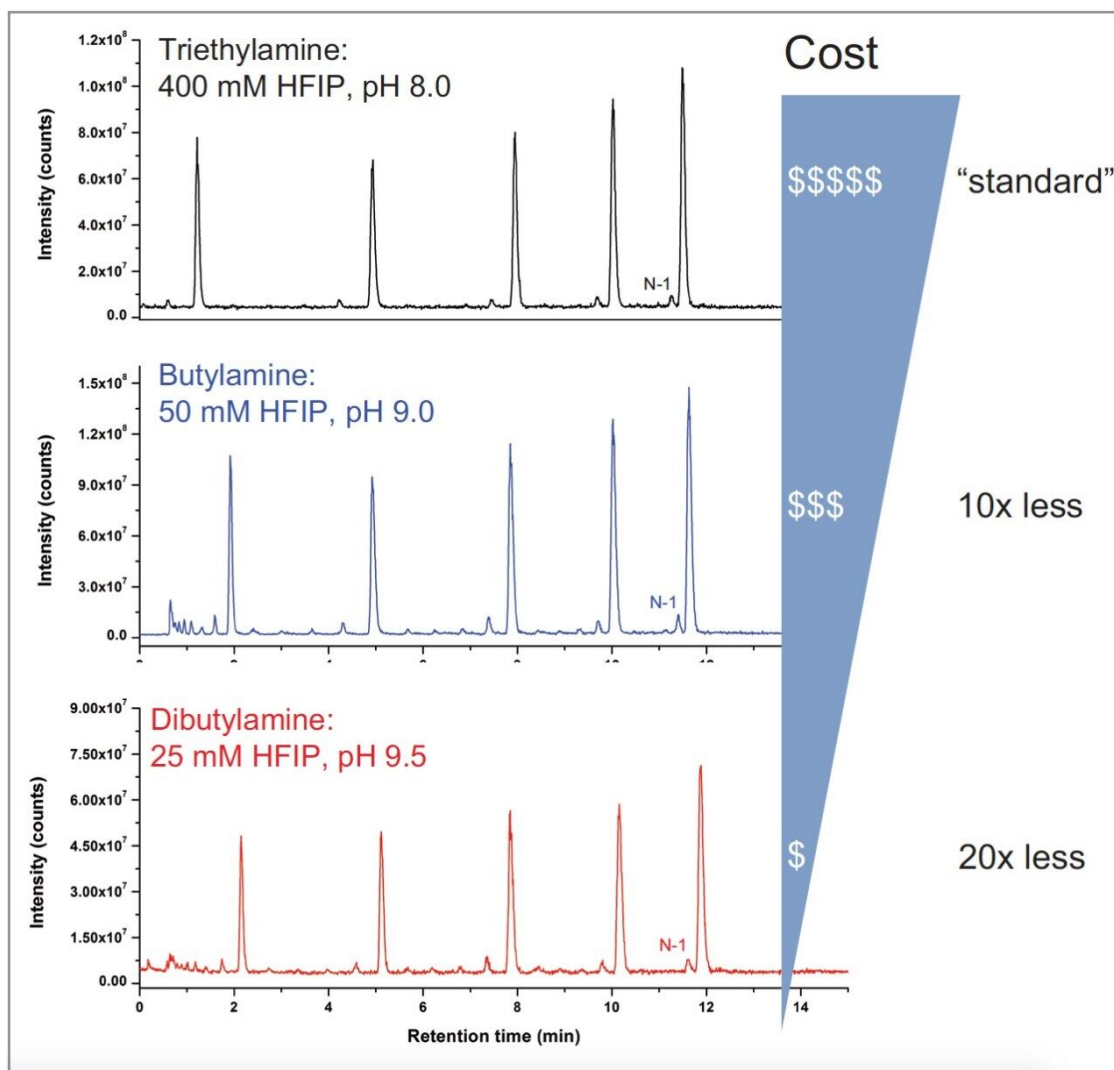 Cost
Triethylamine:
400 mM HFIP, pH 8.0
Intensity (counts)
1.2x10⁸
1.0x10⁸
8.0x10⁷
6.0x10⁷
4.0x10⁷
2.0x10⁷
0.0
N-1
$$$$$
“standard”
Butylamine:
50 mM HFIP, pH 9.0
Intensity (counts)
1.5x10⁸
1.2x10⁸
9.0x10⁷
6.0x10⁷
3.0x10⁷
0.0
N-1
$$$
10x less
Dibutylamine:
25 mM HFIP, pH 9.5
Intensity (counts)
9.00x10⁷
7.50x10⁷
6.00x10⁷
4.50x10⁷
3.00x10⁷
1.50x10⁷
0.00
N-1
$
20x less
0 2 4 6 8 10 12 14
Retention time (min)